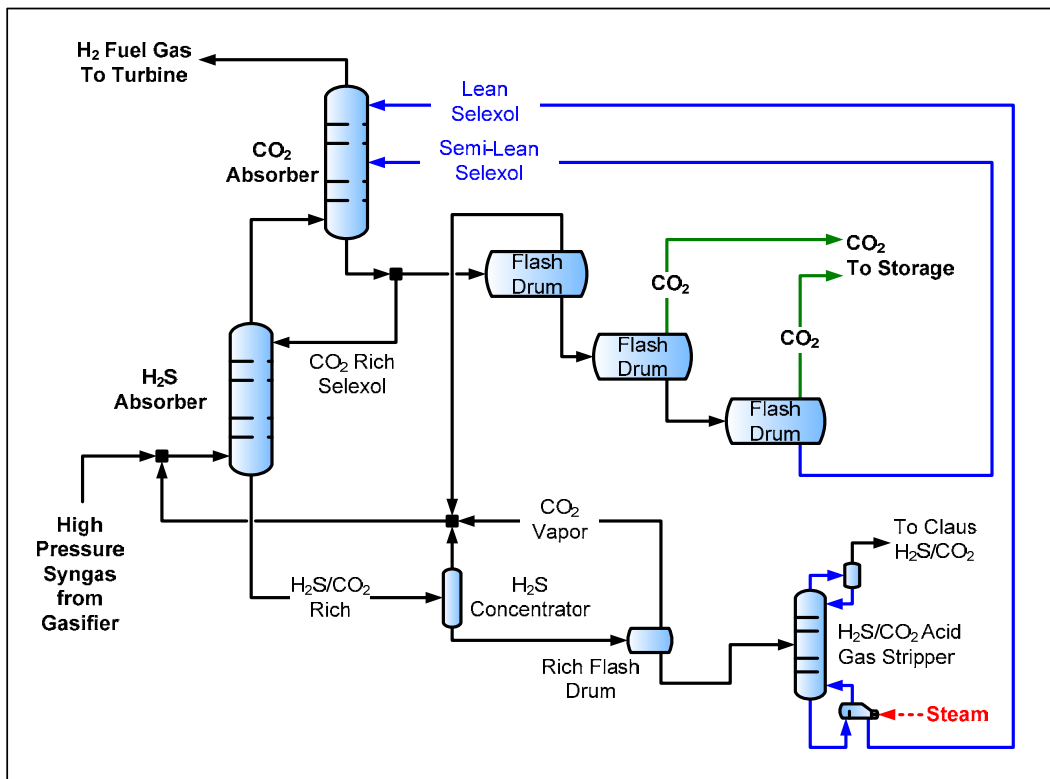 H₂ Fuel Gas
To Turbine
Lean
Selexol
Semi-Lean
Selexol
CO₂
Absorber
Flash
Drum
CO₂
CO₂
To Storage
Flash
Drum
CO₂
CO₂ Rich
Selexol
Flash
Drum
H₂S
Absorber
High
Pressure
Syngas
from
Gasifier
CO₂
Vapor
H₂S/CO₂
Rich
H₂S
Concentrator
Rich Flash
Drum
To Claus
H₂S/CO₂
H₂S/CO₂ Acid
Gas Stripper
Steam